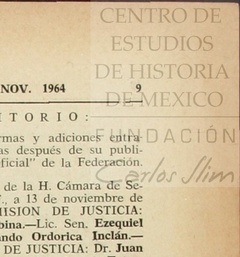 CENTRO DE
ESTUDIOS
DE HISTORIA
DE MEXICO
FUNDACIÓN
Carlos Slim
NOV. 1964 9
ITORIO:
rmas y adiciones entra-
as después de su publi-
ficial" de la Federación.
de la H. Cámara de Se-
", a 13 de noviembre de
ISION DE JUSTICIA:
bina.—Lic. Sen. Ezequiel
ando Ordorica Inclán.—
DE JUSTICIA: Dr. Juan